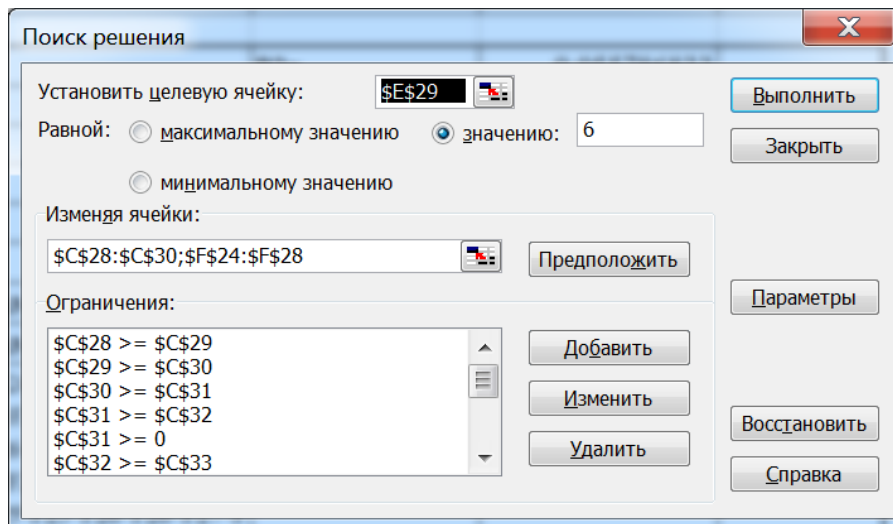 Поиск решения
Установить целевую ячейку: $E$29
Выполнить
Равной: максимальному значению значению: 6
Закрыть
минимальному значению
Изменяя ячейки:
$C$28:$C$30;$F$24:$F$28
Предположить
Ограничения:
Параметры
$C$28 >= $C$29
$C$29 >= $C$30
$C$30 >= $C$31
$C$31 >= $C$32
$C$31 >= 0
$C$32 >= $C$33
Добавить
Изменить
Удалить
Восстановить
Справка